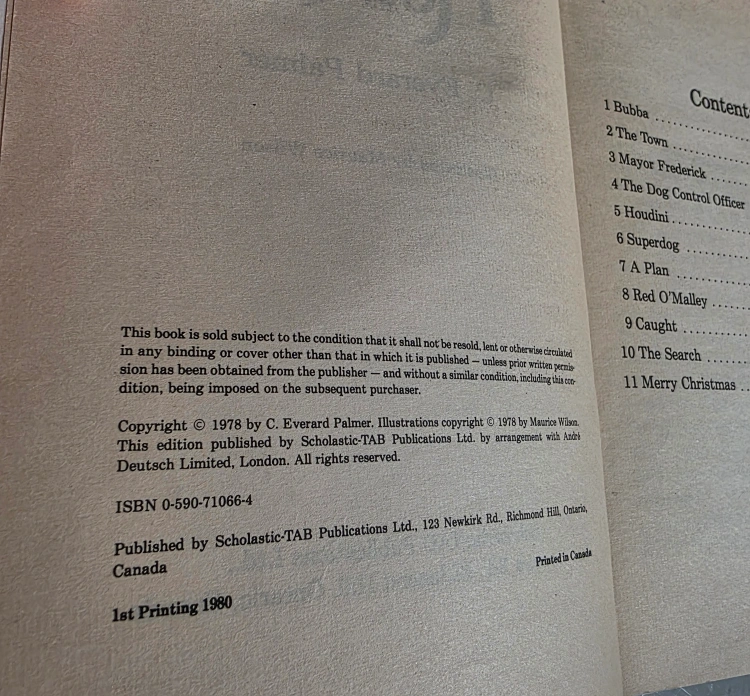 This book is sold subject to the condition that it shall not be resold, lent or otherwise circulated
in any binding or cover other than that in which it is published — unless prior written permis-
sion has been obtained from the publisher — and without a similar condition, including this con-
dition, being imposed on the subsequent purchaser.
Copyright © 1978 by C. Everard Palmer. Illustrations copyright © 1978 by Maurice Wilson.
This edition published by Scholastic-TAB Publications Ltd. by arrangement with André
Deutsch Limited, London. All rights reserved.
ISBN 0-590-71066-4
Published by Scholastic-TAB Publications Ltd., 123 Newkirk Rd., Richmond Hill, Ontario,
Canada
Printed in Canada
1st Printing 1980
Content
1 Bubba ..........
2 The Town ..........
3 Mayor Frederick ......
4 The Dog Control Officer
5 Houdini ..........
6 Superdog ..........
7 A Plan ..........
8 Red O'Malley ......
9 Caught ..........
10 The Search ......
11 Merry Christmas ..